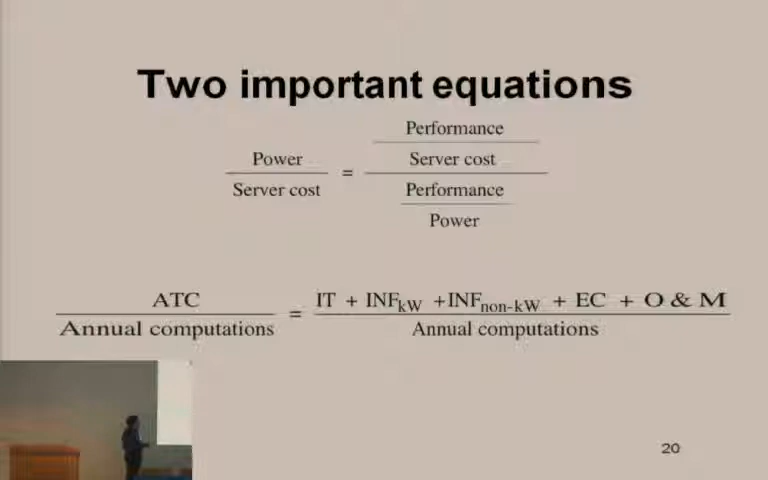 Two important equations
Performance
Power
Server cost
=
Server cost
Performance
Power
ATC
Annual computations
=
IT + INFkW +INFnon-kW + EC + O & M
Annual computations
20